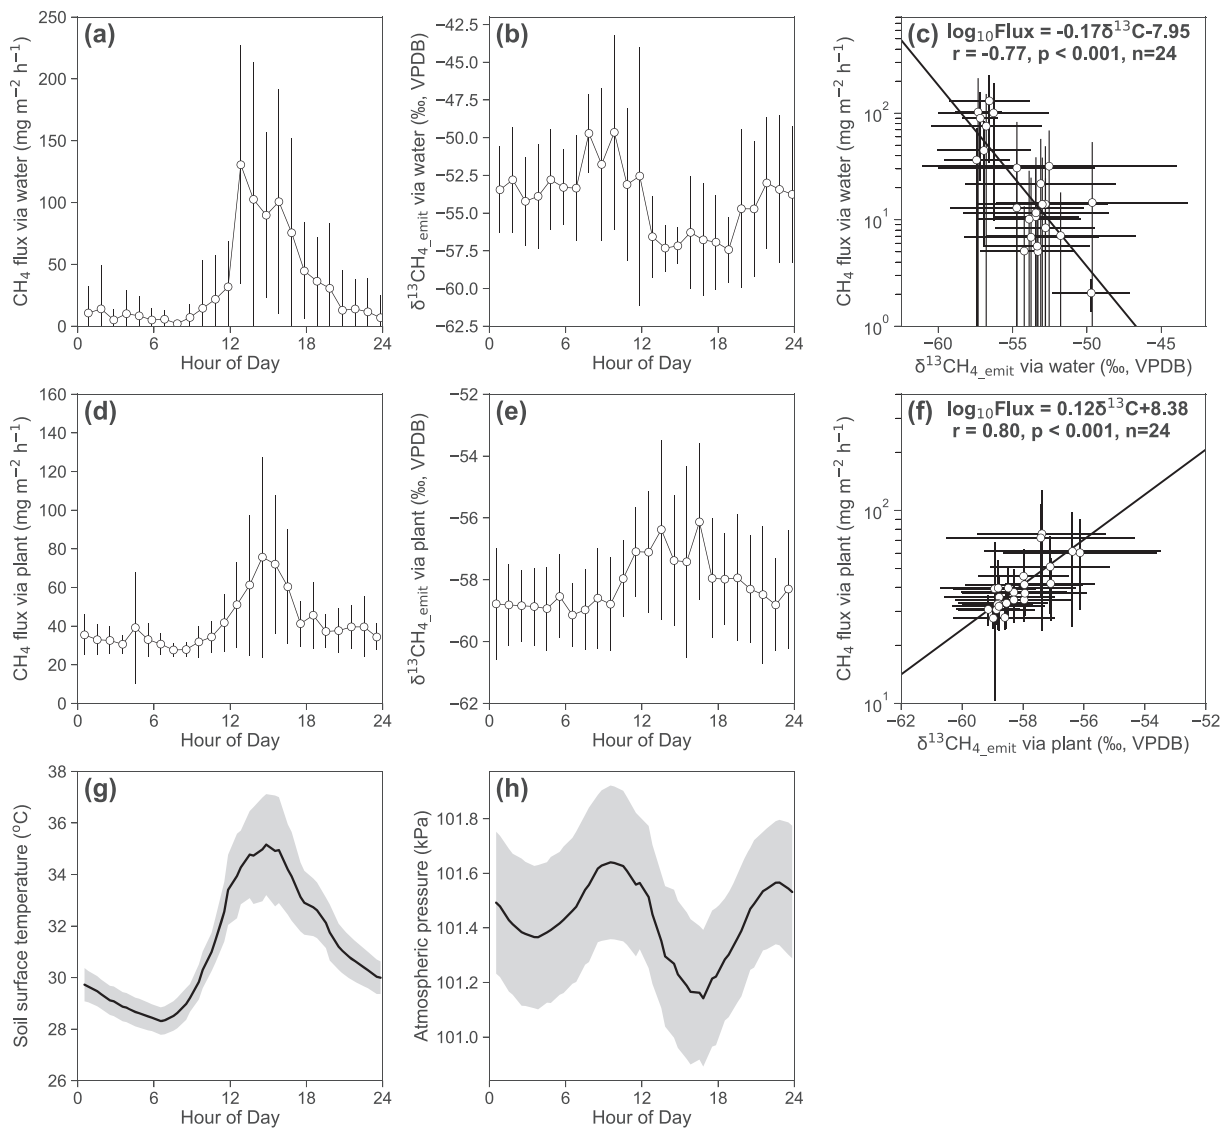 (a)
CH₄ flux via water (mg m⁻² h⁻¹)
250
200
150
100
50
0
0 6 12 18 24
Hour of Day
(b)
δ¹³CH₄_emit via water (‰, VPDB)
−42.5
−45.0
−47.5
−50.0
−52.5
−55.0
−57.5
−60.0
−62.5
0 6 12 18 24
Hour of Day
(c)
log₁₀Flux = -0.17δ¹³C-7.95
r = -0.77, p < 0.001, n=24
CH₄ flux via water (mg m⁻² h⁻¹)
10²
10¹
10⁰
−60 −55 −50 −45
δ¹³CH₄_emit via water (‰, VPDB)
(d)
CH₄ flux via plant (mg m⁻² h⁻¹)
160
140
120
100
80
60
40
20
0
0 6 12 18 24
Hour of Day
(e)
δ¹³CH₄_emit via plant (‰, VPDB)
−52
−54
−56
−58
−60
−62
0 6 12 18 24
Hour of Day
(f)
log₁₀Flux = 0.12δ¹³C+8.38
r = 0.80, p < 0.001, n=24
CH₄ flux via plant (mg m⁻² h⁻¹)
10²
10¹
−62 −60 −58 −56 −54 −52
δ¹³CH₄_emit via plant (‰, VPDB)
(g)
Soil surface temperature (°C)
38
36
34
32
30
28
26
0 6 12 18 24
Hour of Day
(h)
Atmospheric pressure (kPa)
101.8
101.6
101.4
101.2
101.0
0 6 12 18 24
Hour of Day